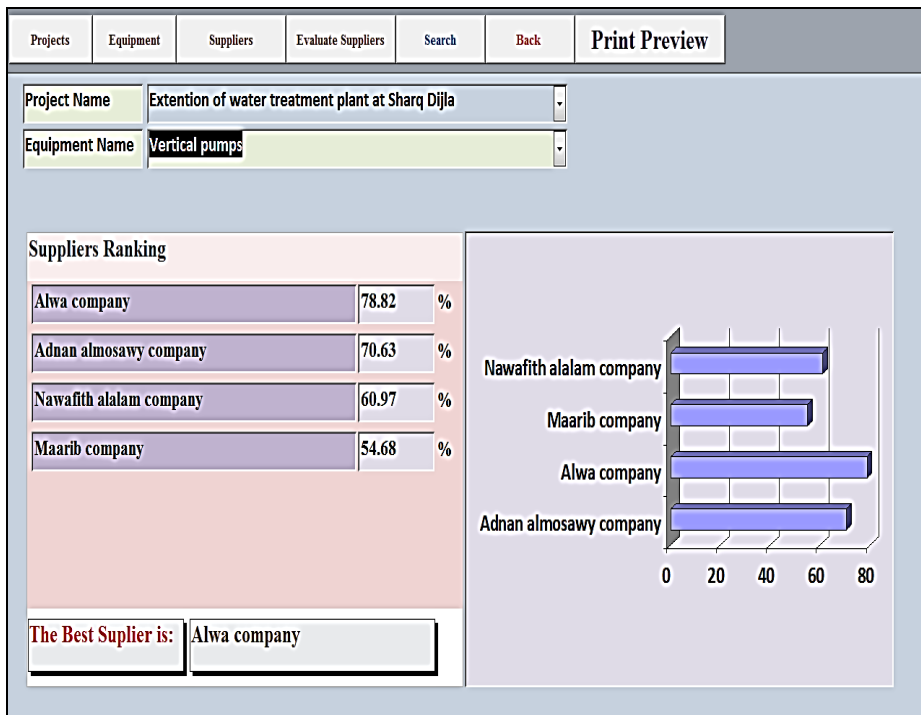 Projects Equipment Suppliers Evaluate Suppliers Search Back Print Preview
Project Name Extention of water treatment plant at Sharq Dijla
Equipment Name Vertical pumps
Suppliers Ranking
Alwa company 78.82 %
Adnan almosawy company 70.63 %
Nawafith alalam company 60.97 %
Maarib company 54.68 %
The Best Suplier is: Alwa company
Nawafith alalam company
Maarib company
Alwa company
Adnan almosawy company
0 20 40 60 80